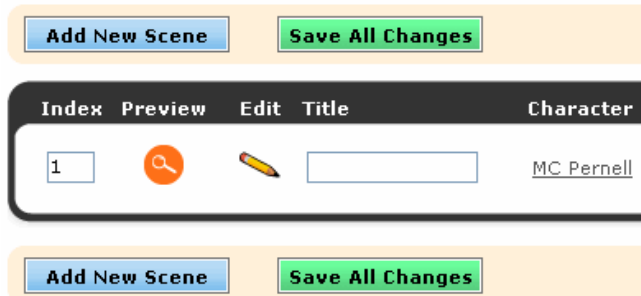 Add New Scene Save All Changes
Index Preview Edit Title Character
1 MC Pernell
Add New Scene Save All Changes